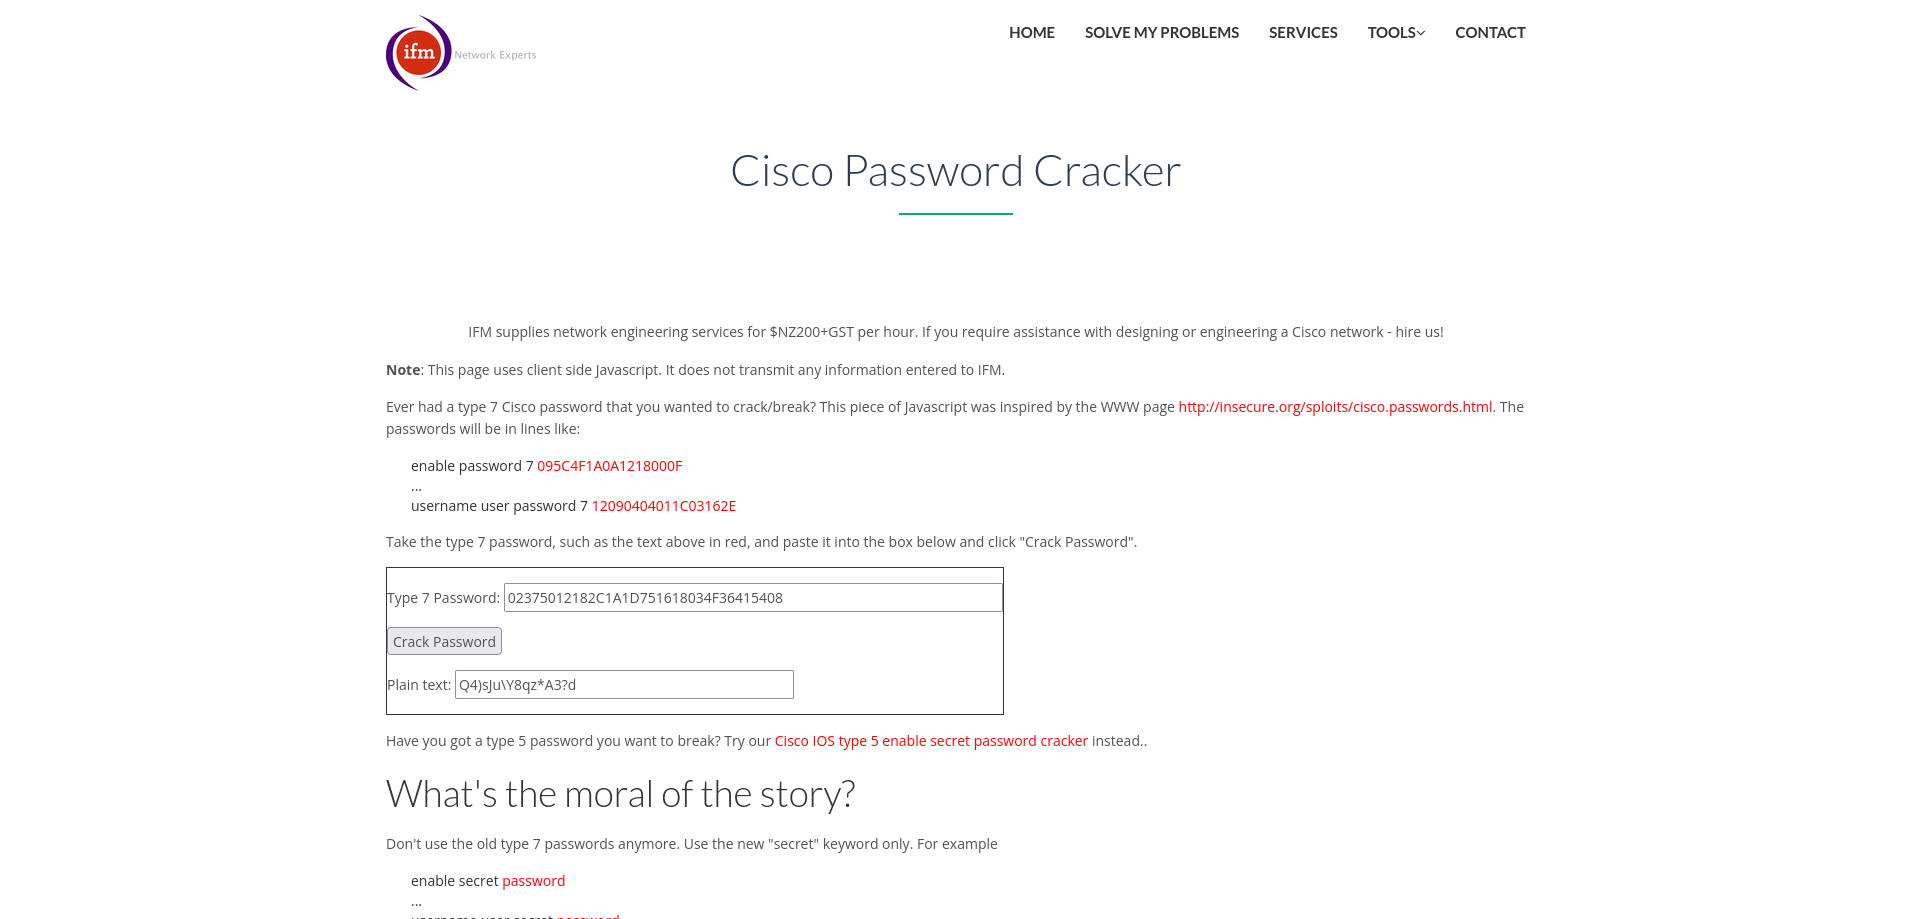 ifm Network Experts
HOME SOLVE MY PROBLEMS SERVICES TOOLS CONTACT
Cisco Password Cracker
IFM supplies network engineering services for $NZ200+GST per hour. If you require assistance with designing or engineering a Cisco network - hire us!
Note: This page uses client side Javascript. It does not transmit any information entered to IFM.
Ever had a type 7 Cisco password that you wanted to crack/break? This piece of Javascript was inspired by the WWW page http://insecure.org/sploits/cisco.passwords.html. The
passwords will be in lines like:
enable password 7 095C4F1A0A1218000F
...
username user password 7 12090404011C03162E
Take the type 7 password, such as the text above in red, and paste it into the box below and click "Crack Password".
Type 7 Password: 02375012182C1A1D751618034F36415408
Crack Password
Plain text: Q4)sJu\Y8qz*A3?d
Have you got a type 5 password you want to break? Try our Cisco IOS type 5 enable secret password cracker instead..
What's the moral of the story?
Don't use the old type 7 passwords anymore. Use the new "secret" keyword only. For example
enable secret password
...
username user secret password